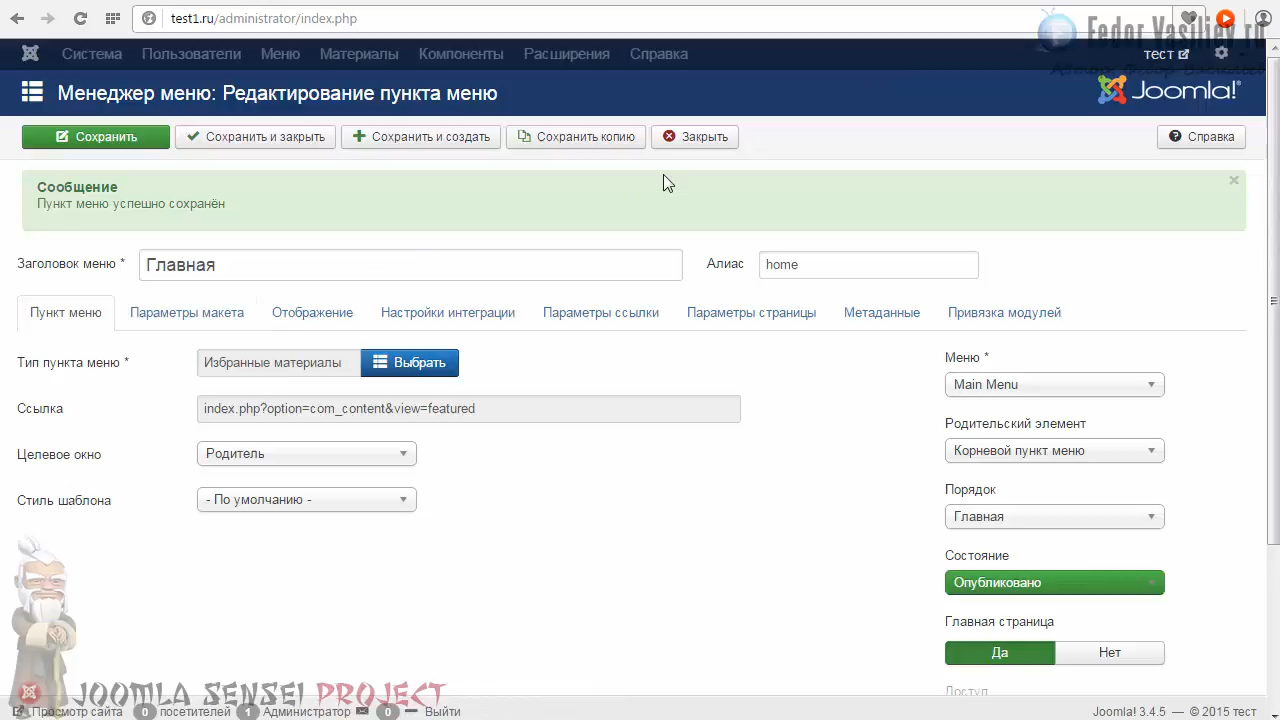 test1.ru/administrator/index.php
Fedor Vasiliev.ru
Система Пользователи Меню Материалы Компоненты Расширения Справка тест
Менеджер меню: Редактирование пункта меню
Joomla!
Сохранить Сохранить и закрыть Сохранить и создать Сохранить копию Закрыть Справка
Сообщение
Пункт меню успешно сохранён
Заголовок меню * Главная Алиас home
Пункт меню Параметры макета Отображение Настройки интеграции Параметры ссылки Параметры страницы Метаданные Привязка модулей
Тип пункта меню * Избранные материалы Выбрать
Ссылка index.php?option=com_content&view=featured
Целевое окно Родитель
Стиль шаблона - По умолчанию -
Меню *
Main Menu
Родительский элемент
Корневой пункт меню
Порядок
Главная
Состояние
Опубликовано
Главная страница
Да Нет
Доступ
JOOMLA SENSEI PROJECT
Просмотр сайта 0 посетителей 1 Администратор 0 Выйти Joomla! 3.4.5 — © 2015 тест